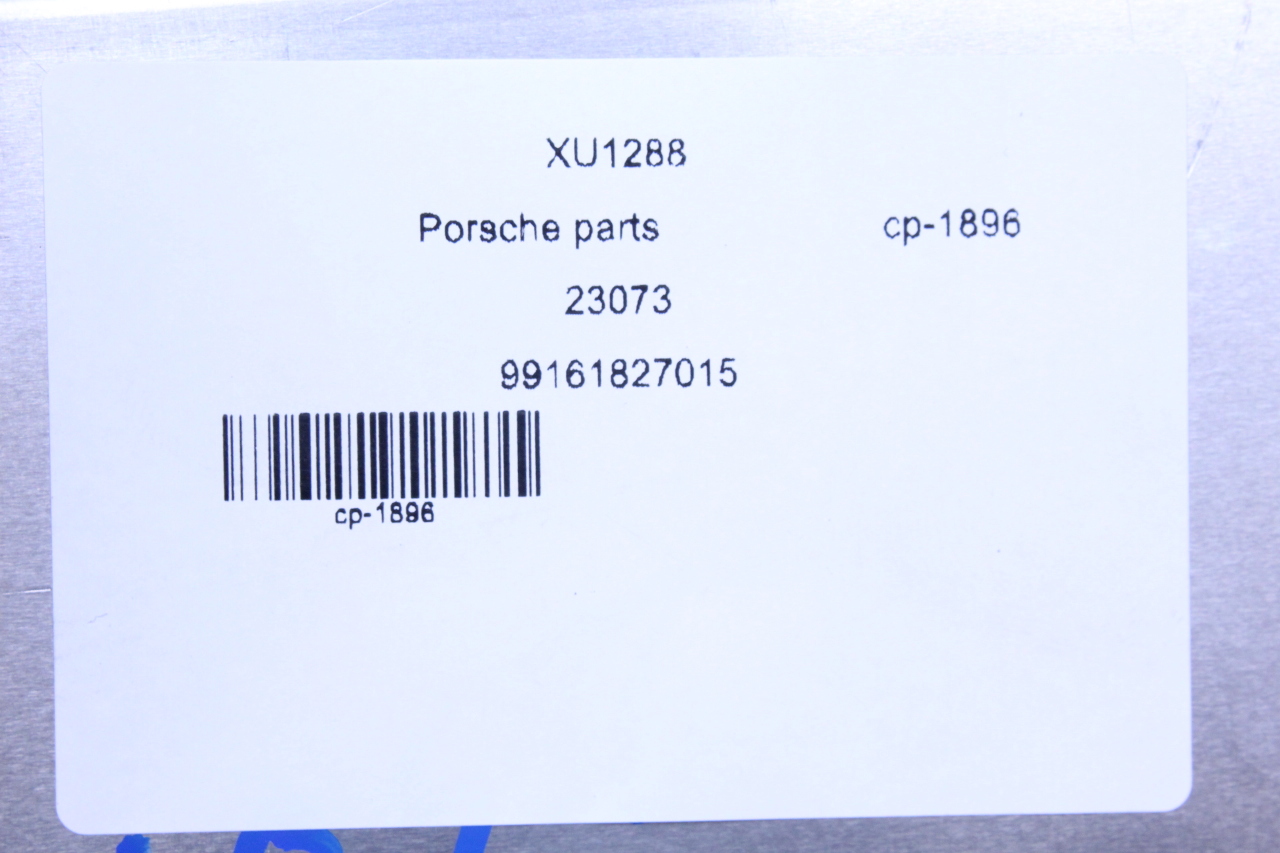 XU1288
Porsche parts cp-1896
23073
99161827015
cp-1896